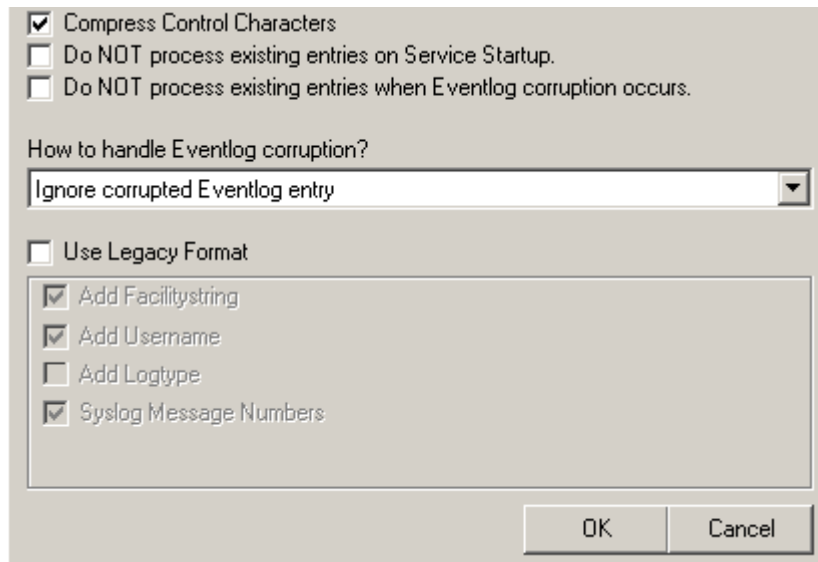 Compress Control Characters
Do NOT process existing entries on Service Startup.
Do NOT process existing entries when Eventlog corruption occurs.
How to handle Eventlog corruption?
Ignore corrupted Eventlog entry
Use Legacy Format
Add Facilitystring
Add Username
Add Logtype
Syslog Message Numbers
OK Cancel